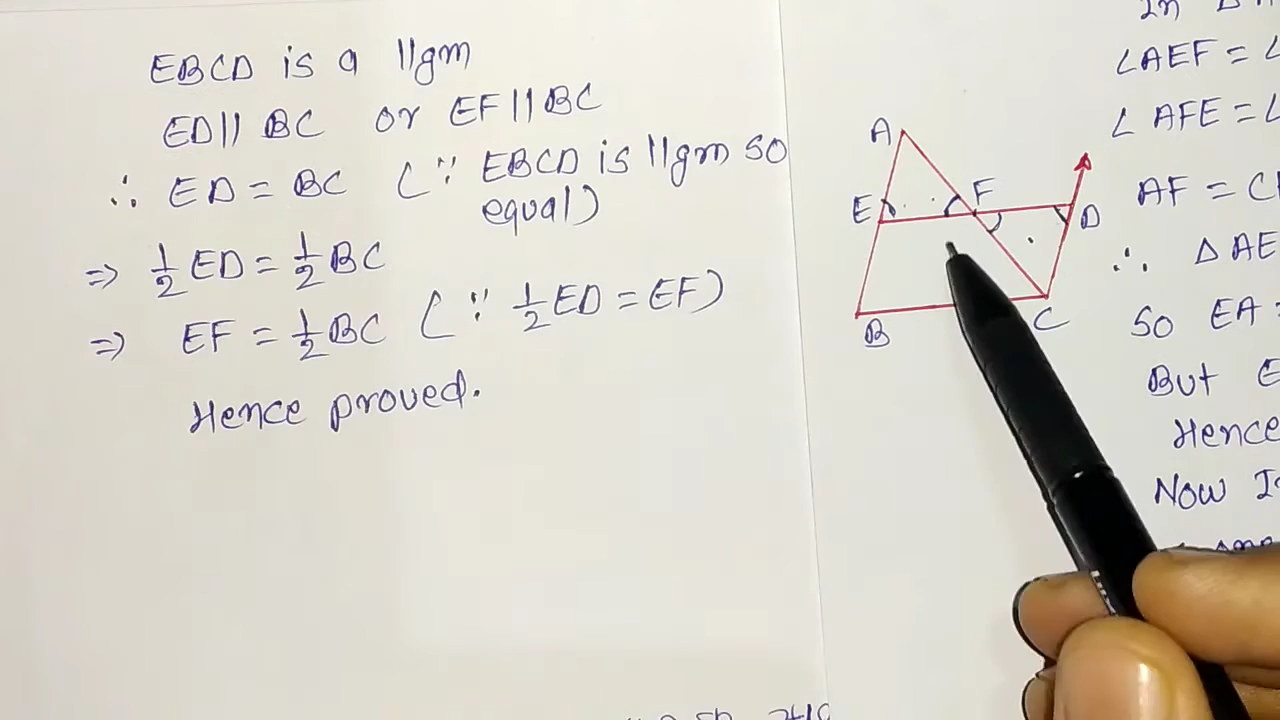 EBCD is a ||gm
ED|| BC or EF||BC
∴ ED = BC (∵ EBCD is ||gm so
equal)
⇒ 1/2 ED = 1/2 BC
⇒ EF = 1/2 BC (∵ 1/2 ED = EF)
Hence proved.
A
E
F
D
B
C
In
∠AEF = ∠
∠ AFE = ∠
AF =
∴ Δ AE
So EA =
But E
Hence
Now